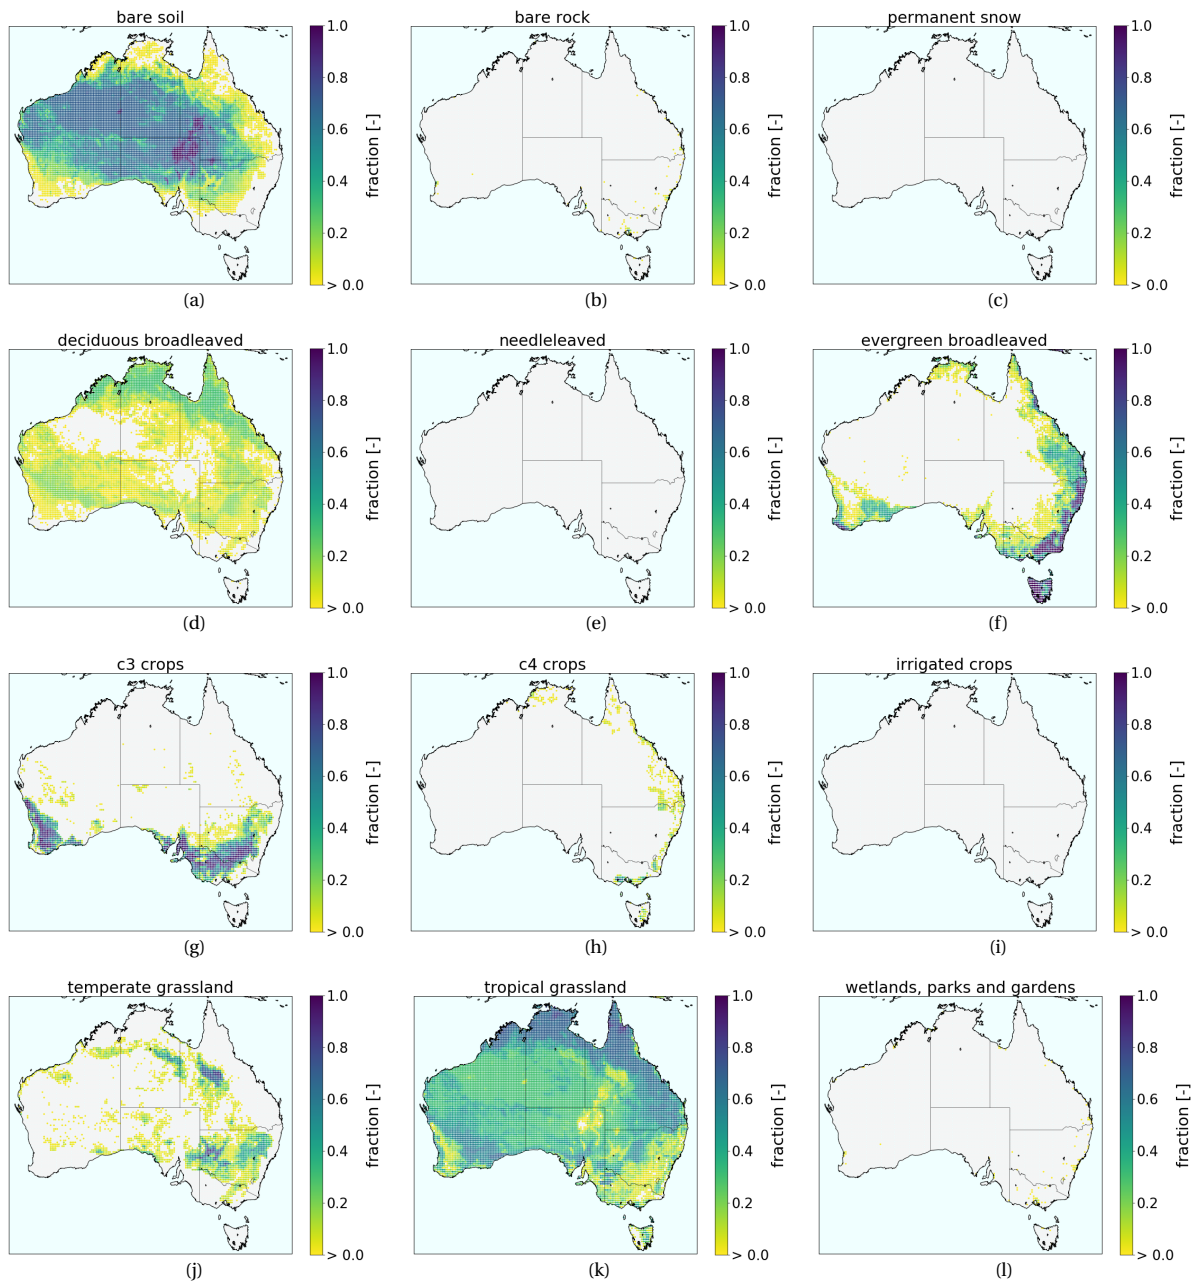 bare soil
1.0
0.8
0.6
0.4
0.2
> 0.0
fraction [-]
(a)
bare rock
1.0
0.8
0.6
0.4
0.2
> 0.0
fraction [-]
(b)
permanent snow
1.0
0.8
0.6
0.4
0.2
> 0.0
fraction [-]
(c)
deciduous broadleaved
1.0
0.8
0.6
0.4
0.2
> 0.0
fraction [-]
(d)
needleleaved
1.0
0.8
0.6
0.4
0.2
> 0.0
fraction [-]
(e)
evergreen broadleaved
1.0
0.8
0.6
0.4
0.2
> 0.0
fraction [-]
(f)
c3 crops
1.0
0.8
0.6
0.4
0.2
> 0.0
fraction [-]
(g)
c4 crops
1.0
0.8
0.6
0.4
0.2
> 0.0
fraction [-]
(h)
irrigated crops
1.0
0.8
0.6
0.4
0.2
> 0.0
fraction [-]
(i)
temperate grassland
1.0
0.8
0.6
0.4
0.2
> 0.0
fraction [-]
(j)
tropical grassland
1.0
0.8
0.6
0.4
0.2
> 0.0
fraction [-]
(k)
wetlands, parks and gardens
1.0
0.8
0.6
0.4
0.2
> 0.0
fraction [-]
(l)